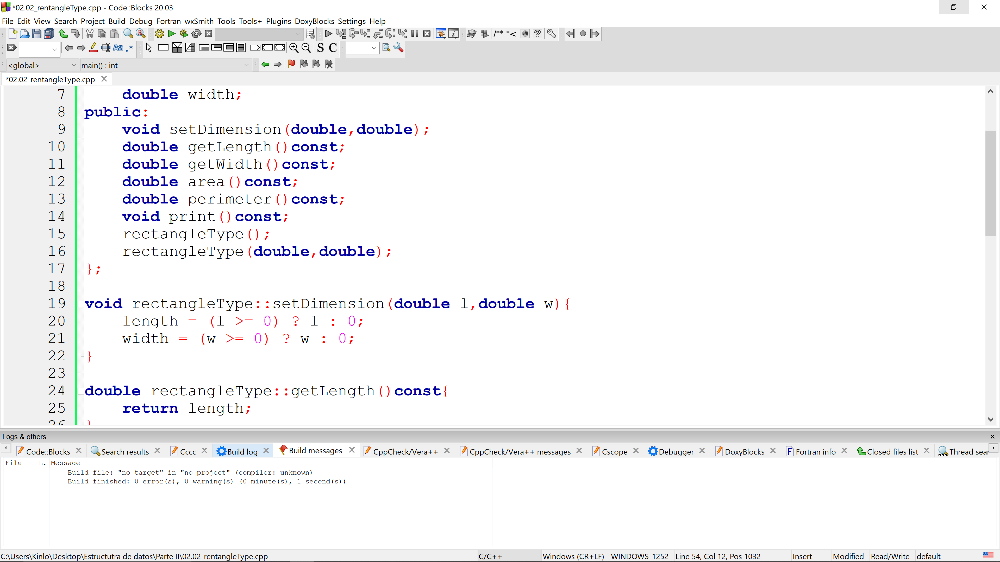 *02.02_rentangleType.cpp - Code::Blocks 20.03
File Edit View Search Project Build Debug Fortran wxSmith Tools Tools+ Plugins DoxyBlocks Settings Help
/** *<
Aa .* S C
<global> main() : int
*02.02_rentangleType.cpp
7 double width;
8 public:
9 void setDimension(double,double);
10 double getLength()const;
11 double getWidth()const;
12 double area()const;
13 double perimeter()const;
14 void print()const;
15 rectangleType();
16 rectangleType(double,double);
17 };
18
19 void rectangleType::setDimension(double l,double w){
20 length = (l >= 0) ? l : 0;
21 width = (w >= 0) ? w : 0;
22 }
23
24 double rectangleType::getLength()const{
25 return length;
26 }
Logs & others
Code::Blocks Search results Cccc Build log Build messages CppCheck/Vera++ CppCheck/Vera++ messages Cscope Debugger DoxyBlocks Fortran info Closed files list Thread sear
File L. Message
=== Build file: "no target" in "no project" (compiler: unknown) ===
=== Build finished: 0 error(s), 0 warning(s) (0 minute(s), 1 second(s)) ===
C:\Users\Kinlo\Desktop\Estructutra de datos\Parte II\02.02_rentangleType.cpp C/C++ Windows (CR+LF) WINDOWS-1252 Line 54, Col 12, Pos 1032 Insert Modified Read/Write default